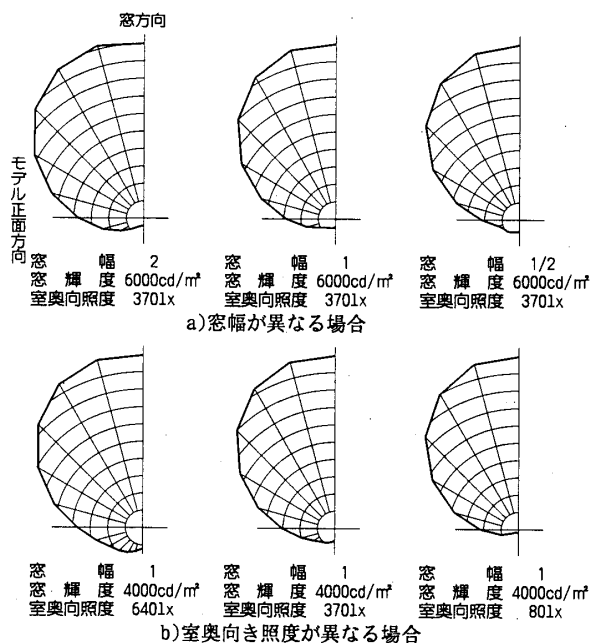 窓方向
モデル正面方向
窓幅 2
窓輝度 6000cd/m²
室奥向照度 370lx
窓幅 1
窓輝度 6000cd/m²
室奥向照度 370lx
窓幅 1/2
窓輝度 6000cd/m²
室奥向照度 370lx
a)窓幅が異なる場合
窓幅 1
窓輝度 4000cd/m²
室奥向照度 640lx
窓幅 1
窓輝度 4000cd/m²
室奥向照度 370lx
窓幅 1
窓輝度 4000cd/m²
室奥向照度 80lx
b)室奥向き照度が異なる場合